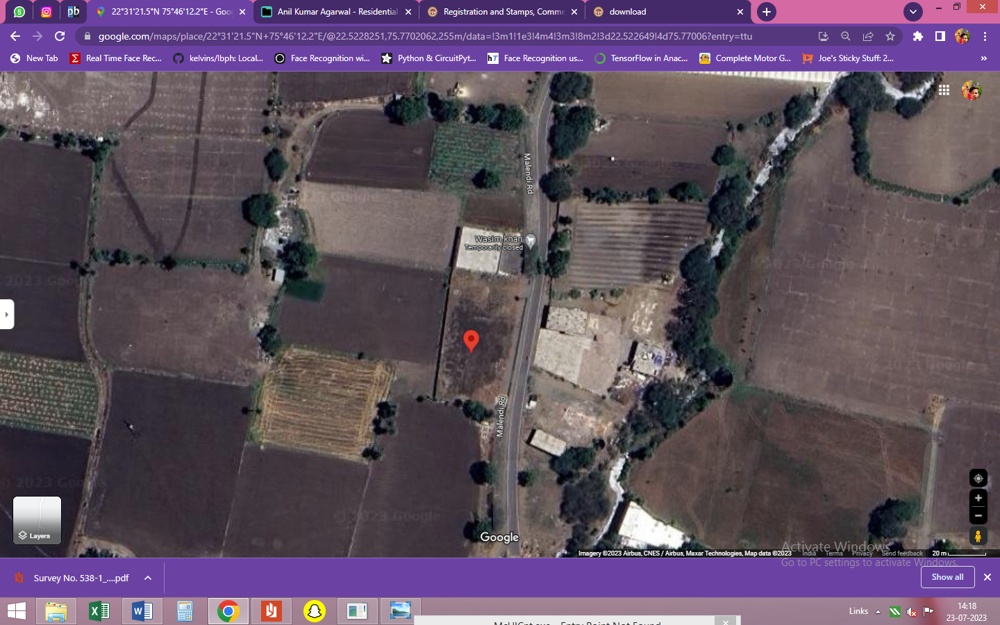 22°31'21.5"N 75°46'12.2"E - Goo
Anil Kumar Agarwal - Residential
Registration and Stamps, Comme
download
google.com/maps/place/22°31'21.5"N+75°46'12.2"E/@22.5228251,75.7702062,255m/data=!3m1!1e3!4m4!3m3!8m2!3d22.522649!4d75.77006?entry=ttu
New Tab
Real Time Face Rec...
kelvins/lbph: Local...
Face Recognition wi...
Python & CircuitPyt...
hT
Face Recognition us...
TensorFlow in Anac...
Complete Motor G...
Joe's Sticky Stuff: 2...
Malendi Rd
Wasim khan
Temporarily closed
Malendi Rd
Layers
Google
Imagery ©2023 Airbus, CNES / Airbus, Maxar Technologies, Map data ©2023
India
Terms
Privacy
Send feedback
20 m
Activate Windows
Go to PC settings to activate Windows.
Survey No. 538-1_....pdf
Show all
Links
14:18
23-07-2023